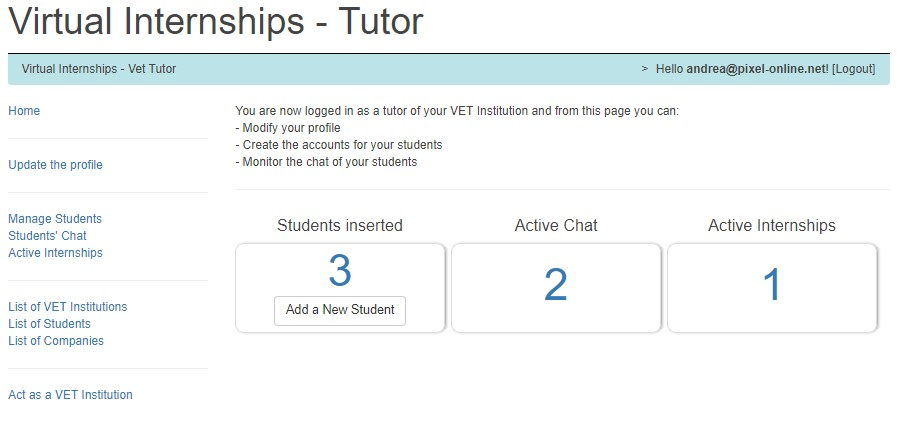 Virtual Internships - Tutor
Virtual Internships - Vet Tutor
> Hello andrea@pixel-online.net! [Logout]
Home
Update the profile
Manage Students
Students' Chat
Active Internships
List of VET Institutions
List of Students
List of Companies
Act as a VET Institution
You are now logged in as a tutor of your VET Institution and from this page you can:
- Modify your profile
- Create the accounts for your students
- Monitor the chat of your students
Students inserted
3
Add a New Student
Active Chat
2
Active Internships
1